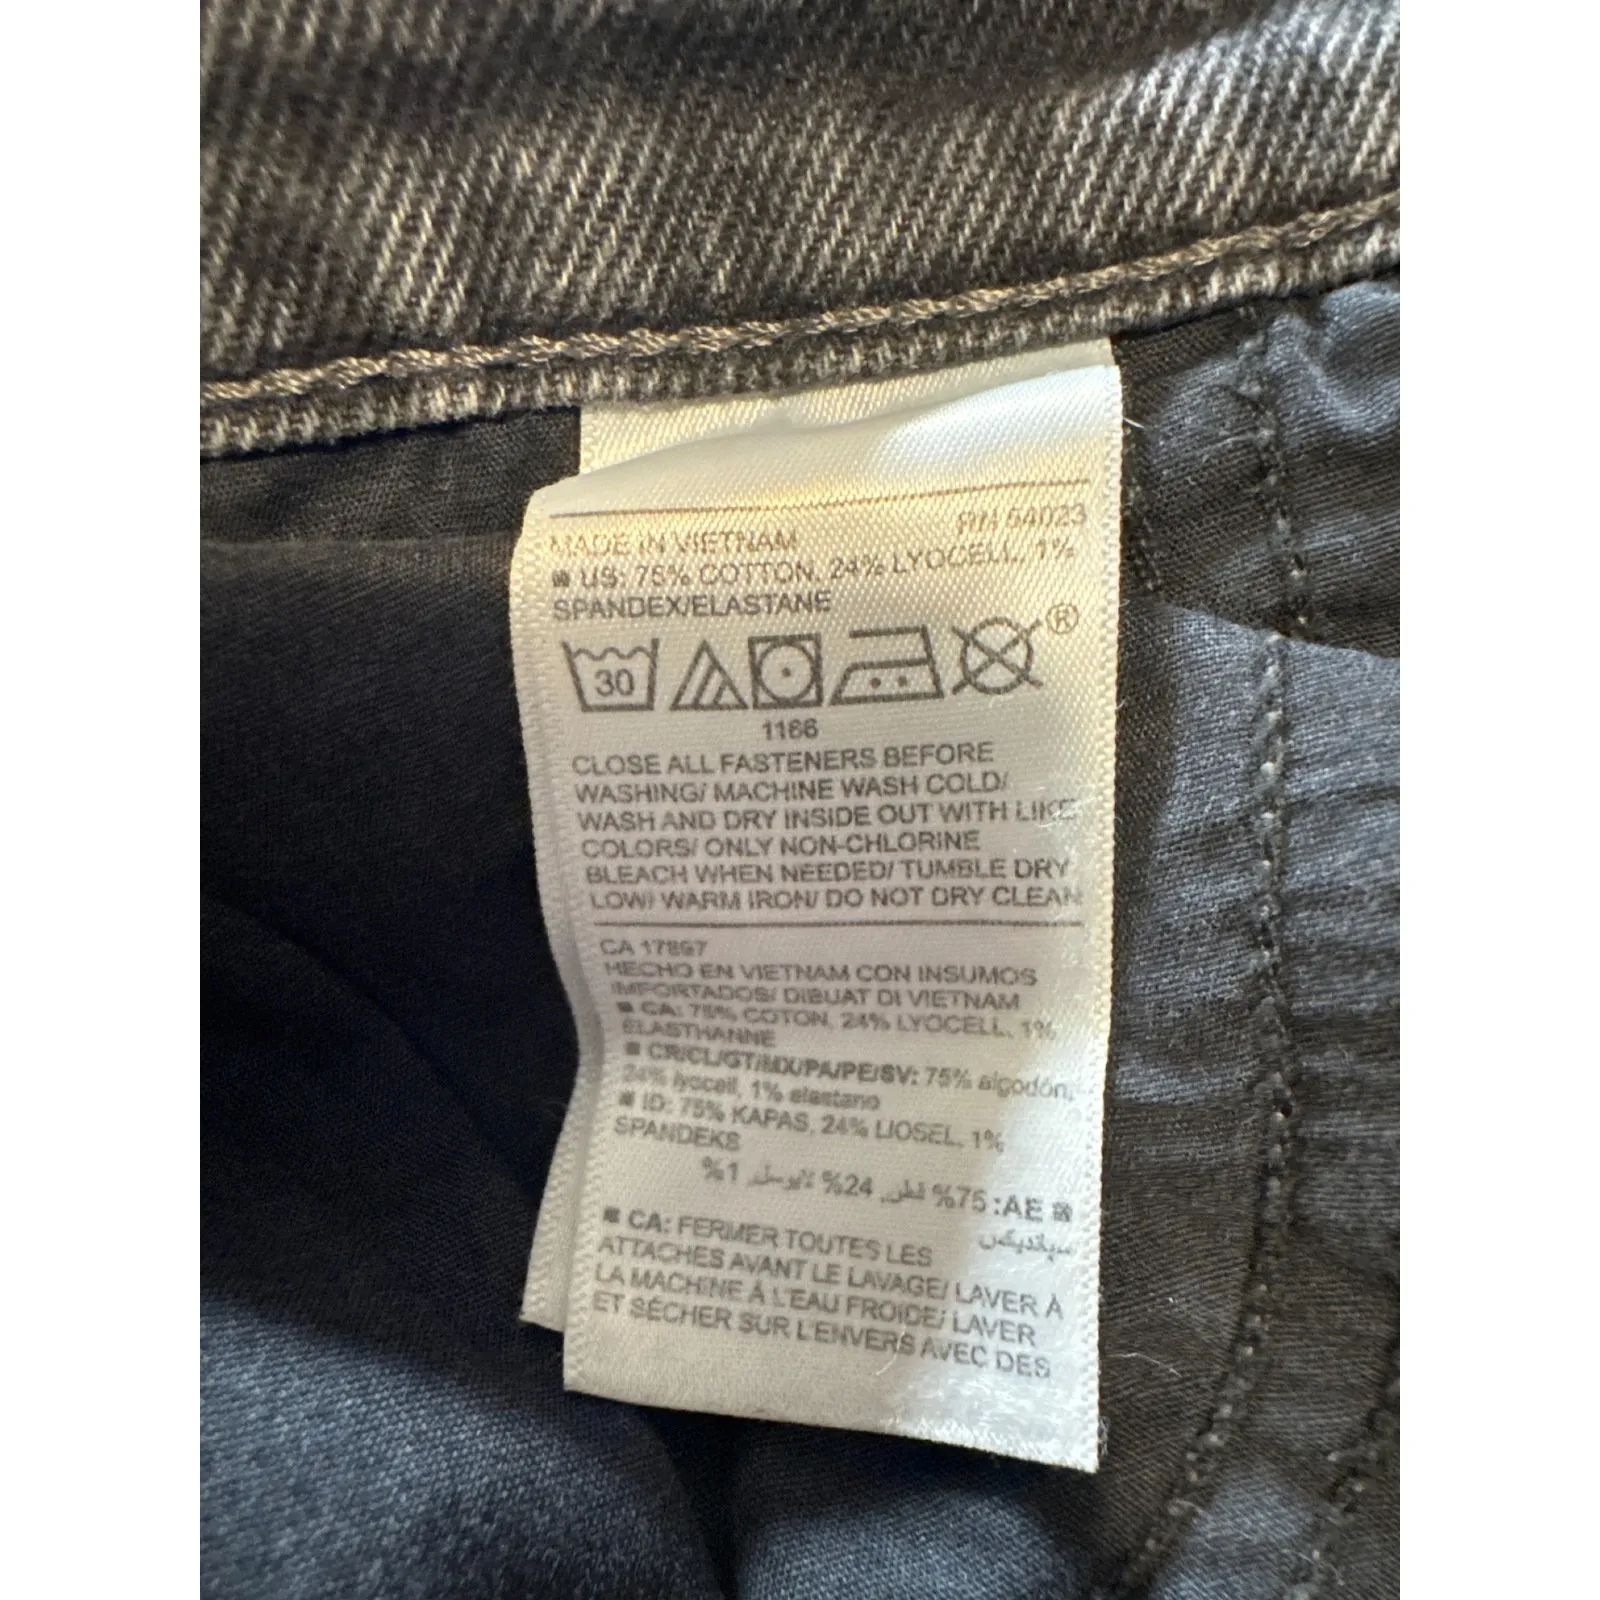 RN 54023
MADE IN VIETNAM
US: 75% COTTON, 24% LYOCELL, 1%
SPANDEX/ELASTANE
30
®
1166
CLOSE ALL FASTENERS BEFORE
WASHING/ MACHINE WASH COLD/
WASH AND DRY INSIDE OUT WITH LIKE
COLORS/ ONLY NON-CHLORINE
BLEACH WHEN NEEDED/ TUMBLE DRY
LOW/ WARM IRON/ DO NOT DRY CLEAN
CA 17897
HECHO EN VIETNAM CON INSUMOS
IMPORTADOS/ DIBUAT DI VIETNAM
CA: 75% COTON, 24% LYOCELL, 1%
ÉLASTHANNE
CR/CL/GT/MX/PA/PE/SV: 75% algodón,
24% lyocell, 1% elastano
ID: 75% KAPAS, 24% LIOSEL, 1%
SPANDEKS
AE: 75% قطن, 24% لايوسل, 1%
سباندیکس
CA: FERMER TOUTES LES
ATTACHES AVANT LE LAVAGE/ LAVER À
LA MACHINE À L'EAU FROIDE/ LAVER
ET SÉCHER SUR L'ENVERS AVEC DES